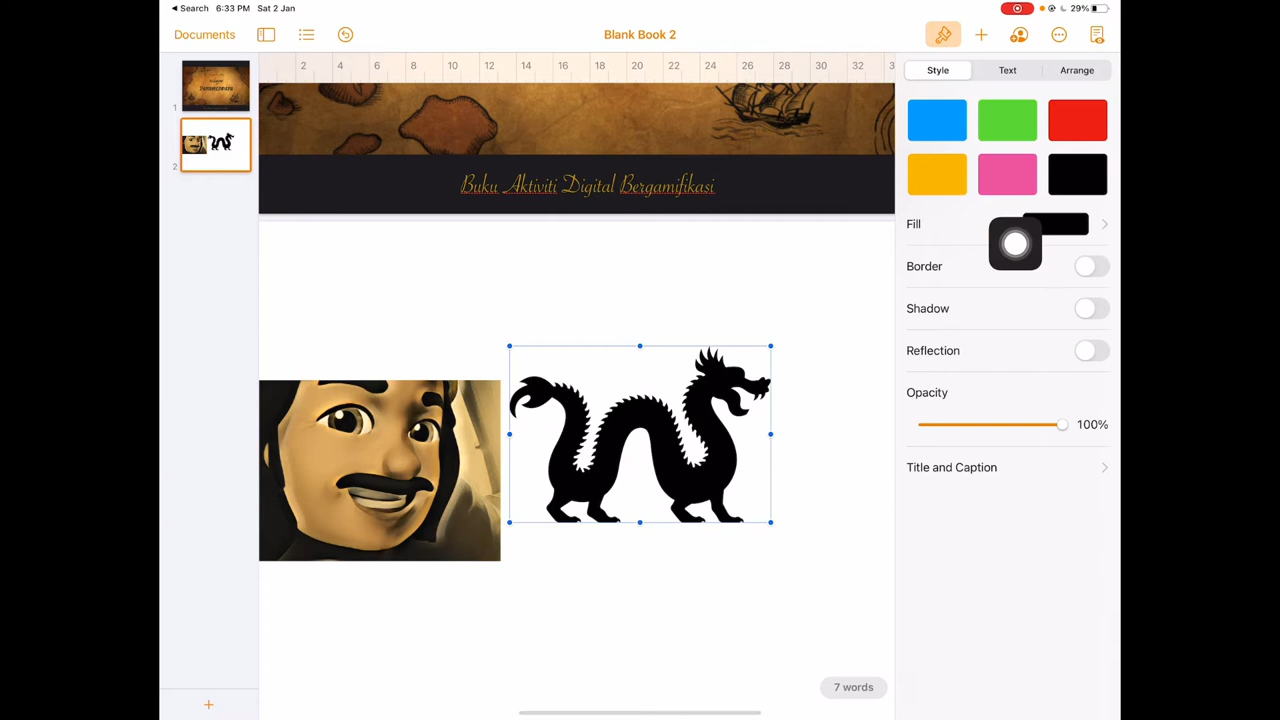 Search 6:33 PM Sat 2 Jan 29%
Documents Blank Book 2
2 4 6 8 10 12 14 16 18 20 22 24 26 28 30 32 3
Style Text Arrange
1
2
Buku Aktiviti Digital Bergamifikasi
Fill
Border
Shadow
Reflection
Opacity
100%
Title and Caption
7 words